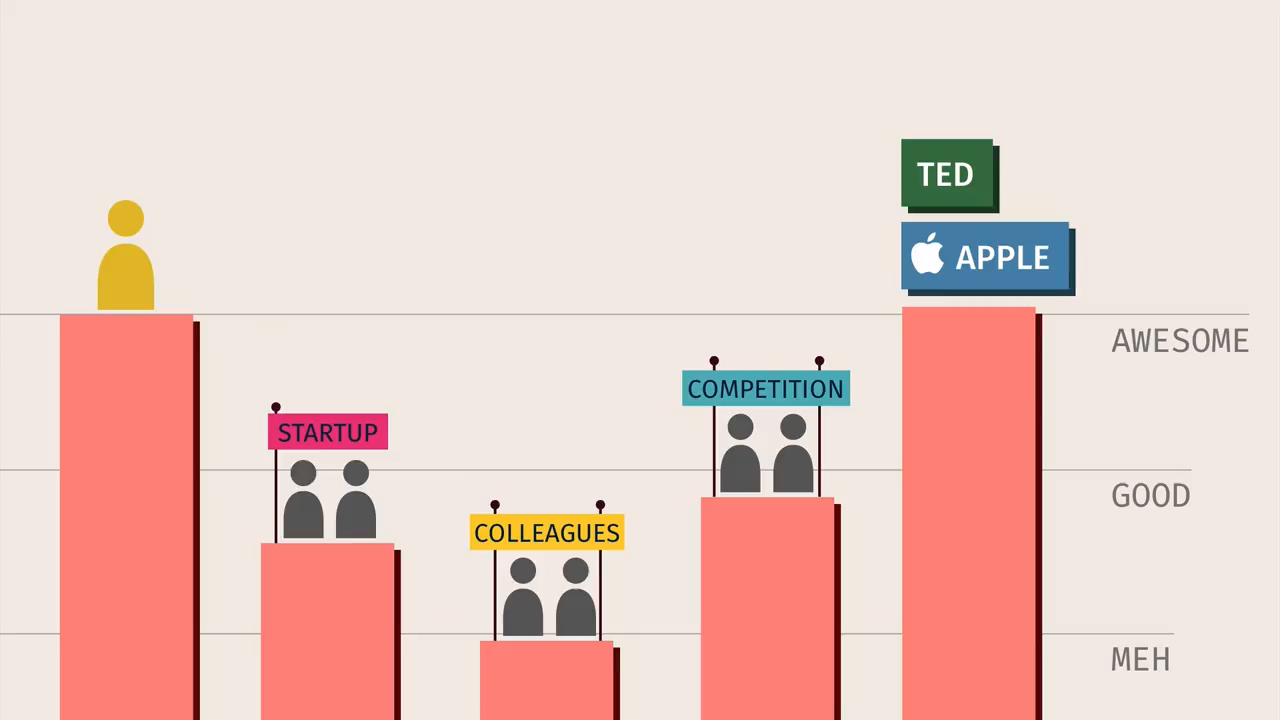 TED
APPLE
AWESOME
COMPETITION
STARTUP
GOOD
COLLEAGUES
MEH